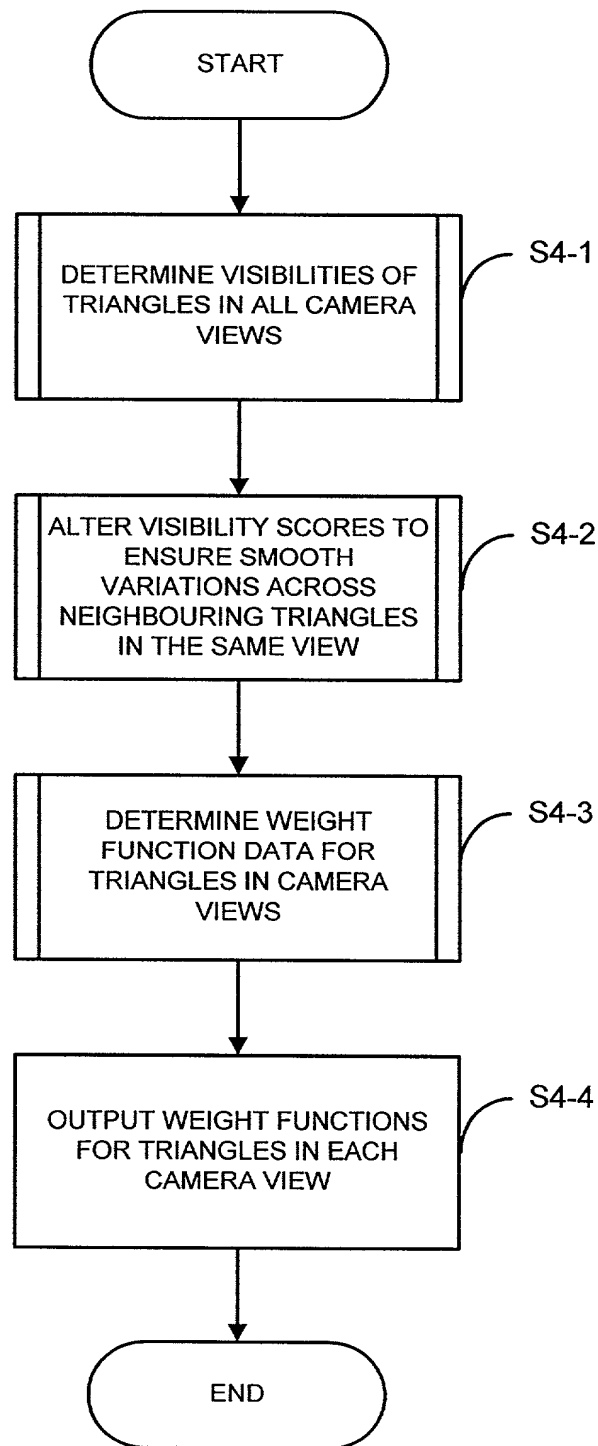 START
DETERMINE VISIBILITIES OF
TRIANGLES IN ALL CAMERA
VIEWS
S4-1
ALTER VISIBILITY SCORES TO
ENSURE SMOOTH
VARIATIONS ACROSS
NEIGHBOURING TRIANGLES
IN THE SAME VIEW
S4-2
DETERMINE WEIGHT
FUNCTION DATA FOR
TRIANGLES IN CAMERA
VIEWS
S4-3
OUTPUT WEIGHT FUNCTIONS
FOR TRIANGLES IN EACH
CAMERA VIEW
S4-4
END